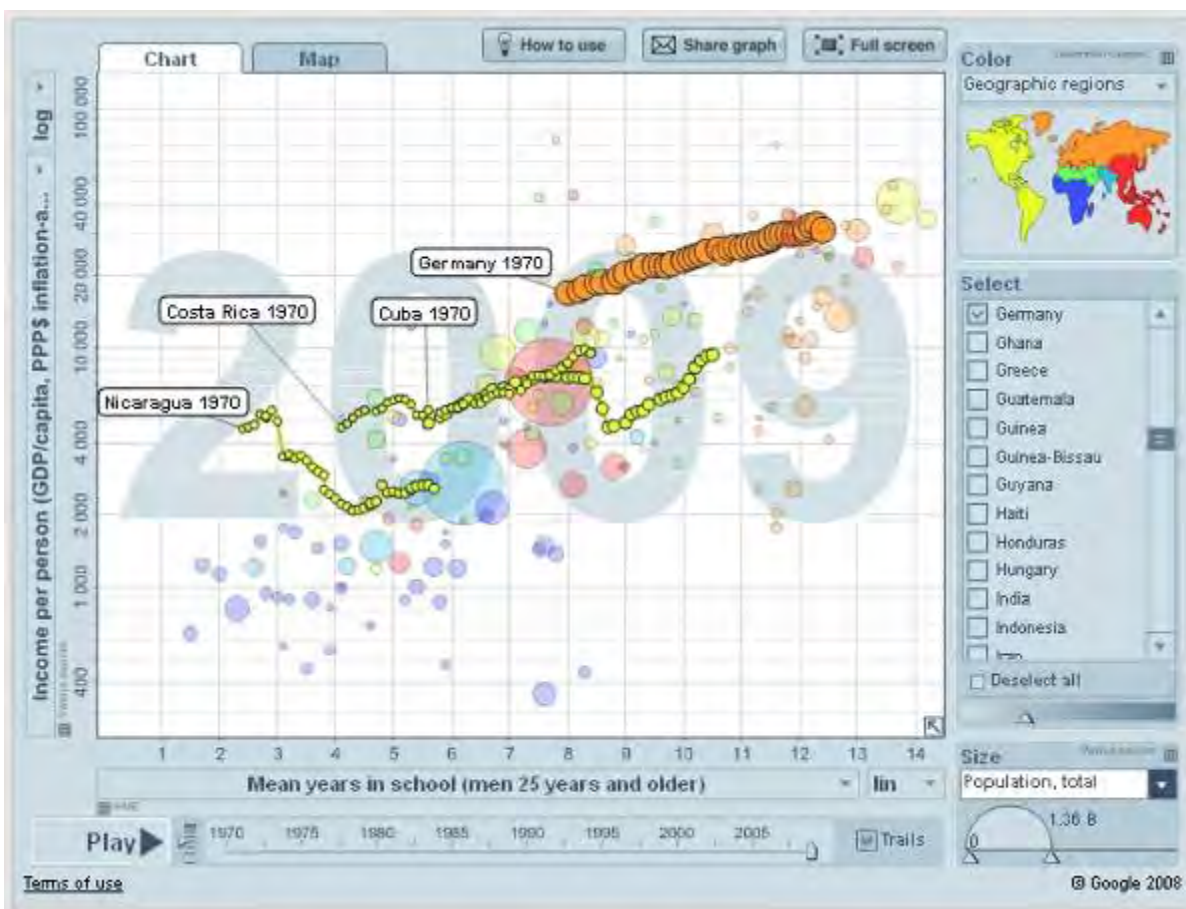 Chart
Map
How to use
Share graph
Full screen
Color
Geographic regions
log
Income per person (GDP/capita, PPP$ inflation-a...
100 000
40 000
20 000
10 000
4 000
2 000
1 000
400
2009
Germany 1970
Costa Rica 1970
Cuba 1970
Nicaragua 1970
Select
Germany
Ghana
Greece
Guatemala
Guinea
Guinea-Bissau
Guyana
Haiti
Honduras
Hungary
India
Indonesia
Iran
Deselect all
1 2 3 4 5 6 7 8 9 10 11 12 13 14
Mean years in school (men 25 years and older)
lin
Size
Population, total
0
1.36 B
Play
1970 1975 1980 1985 1990 1995 2000 2005
Trails
Terms of use
© Google 2008